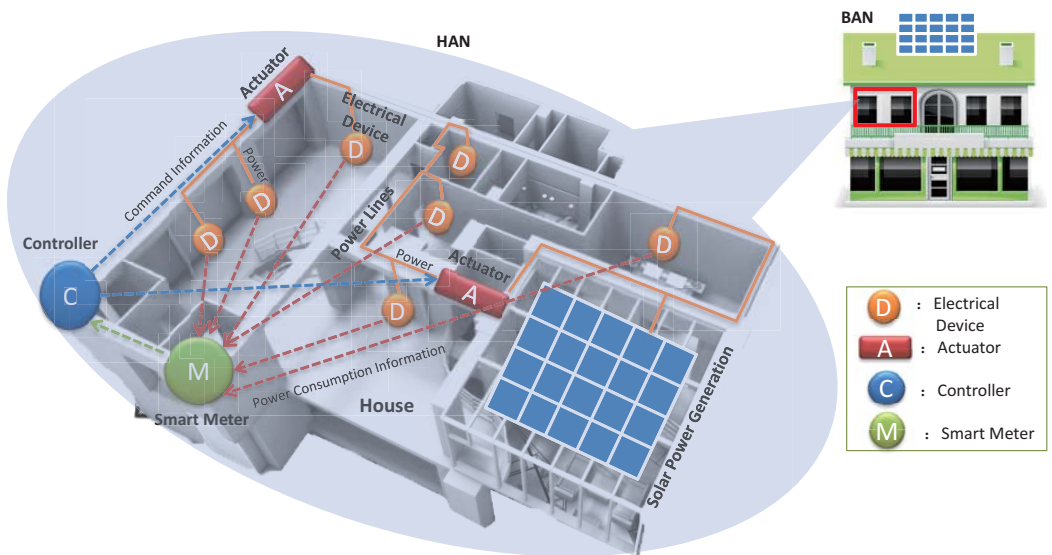 BAN
HAN
Actuator
A
Electrical
Device
D
Command Information
Power
D
D
D
D
Power Lines
D
Controller
C
Power
Actuator
A
D
M
Smart Meter
Power Consumption Information
House
Solar Power Generation
D : Electrical
Device
A : Actuator
C : Controller
M : Smart Meter